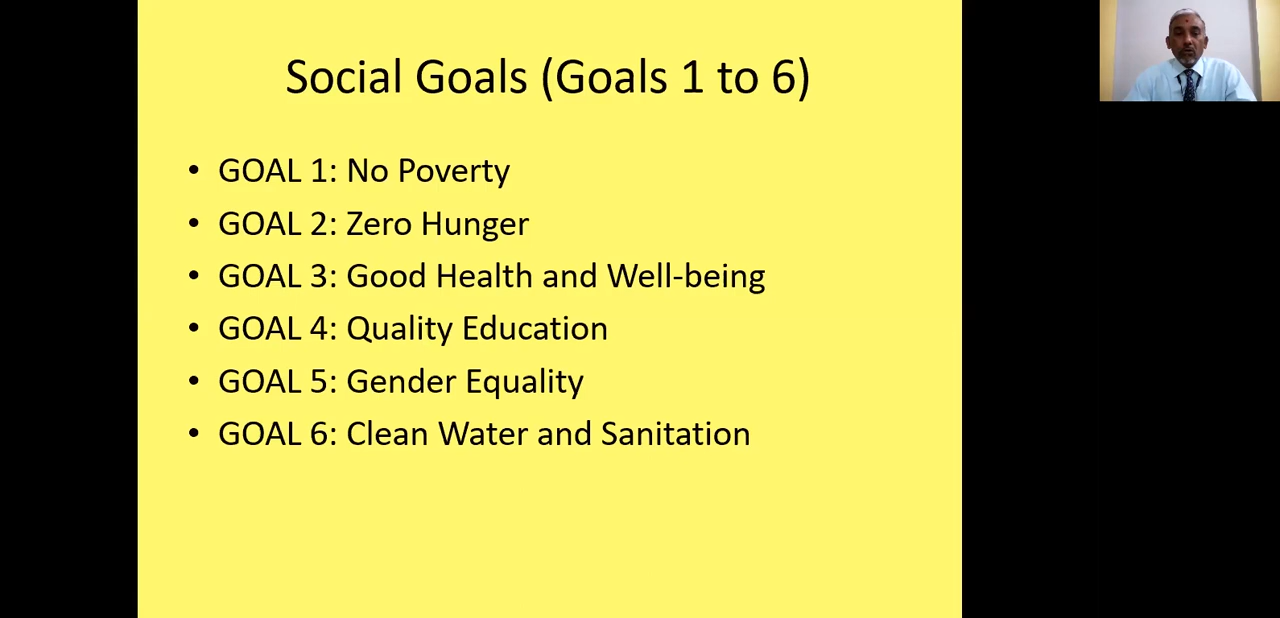 Social Goals (Goals 1 to 6)
• GOAL 1: No Poverty
• GOAL 2: Zero Hunger
• GOAL 3: Good Health and Well-being
• GOAL 4: Quality Education
• GOAL 5: Gender Equality
• GOAL 6: Clean Water and Sanitation